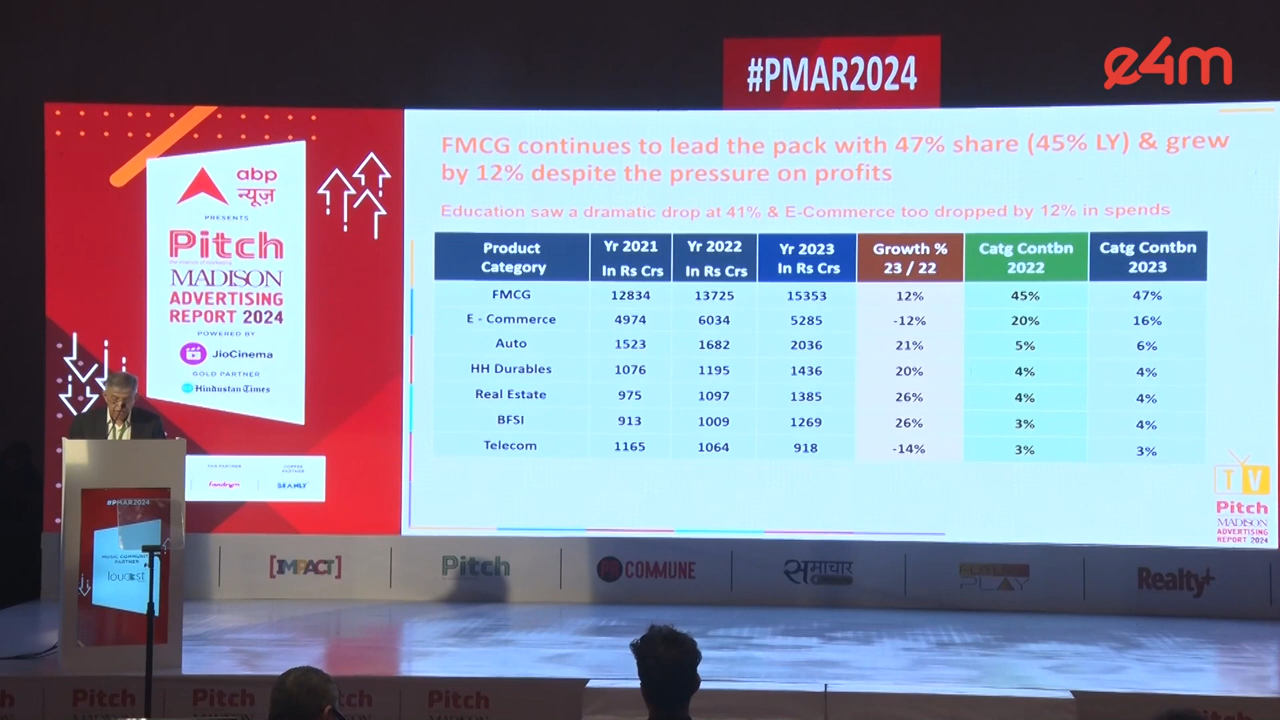 #PMAR2024
e4m
abp
न्यूज़
PRESENTS
Pitch
MADISON
ADVERTISING
REPORT 2024
POWERED BY
JioCinema
GOLD PARTNER
Hindustan Times
FMCG continues to lead the pack with 47% share (45% LY) & grew
by 12% despite the pressure on profits
Education saw a dramatic drop at 41% & E-Commerce too dropped by 12% in spends
Product Category Yr 2021 In Rs Crs Yr 2022 In Rs Crs Yr 2023 In Rs Crs Growth % 23 / 22 Catg Contbn 2022 Catg Contbn 2023
FMCG 12834 13725 15353 12% 45% 47%
E - Commerce 4974 6034 5285 -12% 20% 16%
Auto 1523 1682 2036 21% 5% 6%
HH Durables 1076 1195 1436 20% 4% 4%
Real Estate 975 1097 1385 26% 4% 4%
BFSI 913 1009 1269 26% 3% 4%
Telecom 1165 1064 918 -14% 3% 3%
TV
Pitch
MADISON
ADVERTISING
REPORT 2024
#PMAR2024
PARTNER
[IMPACT]
Pitch
COMMUNE
समाचार
PLAY
Realty+
Pitch
Pitch
Pitch